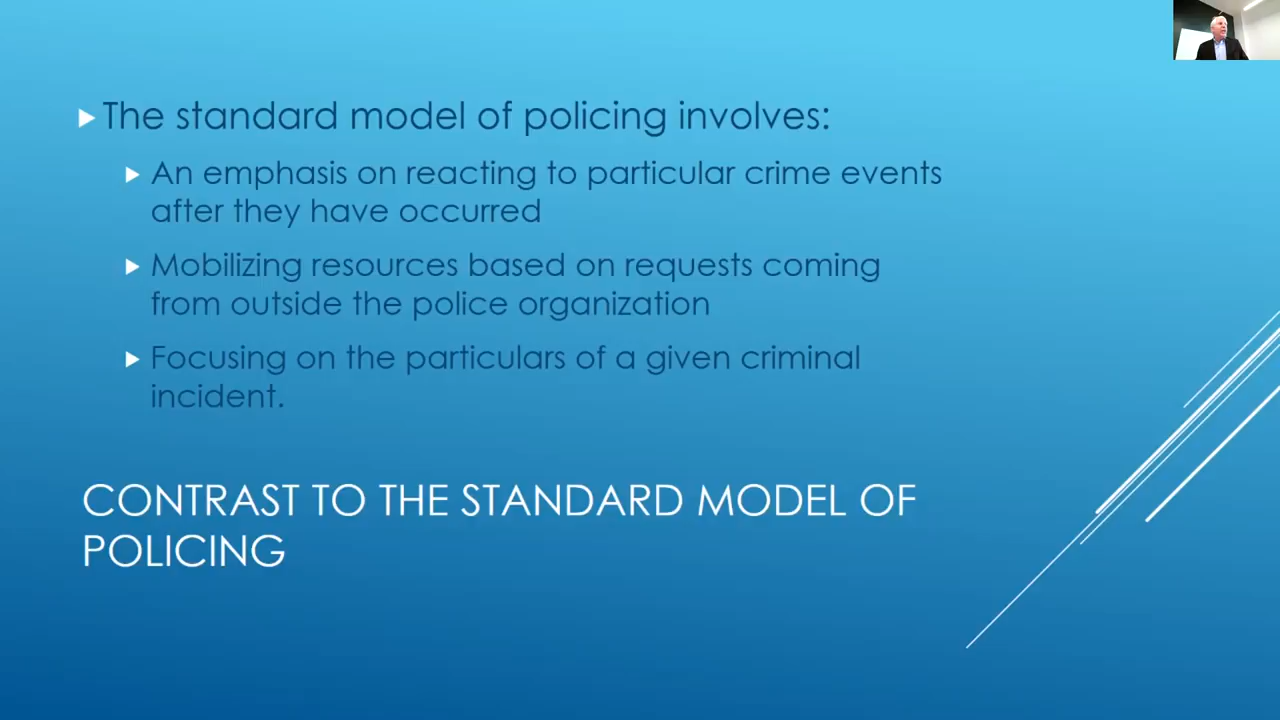 The standard model of policing involves:
An emphasis on reacting to particular crime events
after they have occurred
Mobilizing resources based on requests coming
from outside the police organization
Focusing on the particulars of a given criminal
incident.
CONTRAST TO THE STANDARD MODEL OF
POLICING